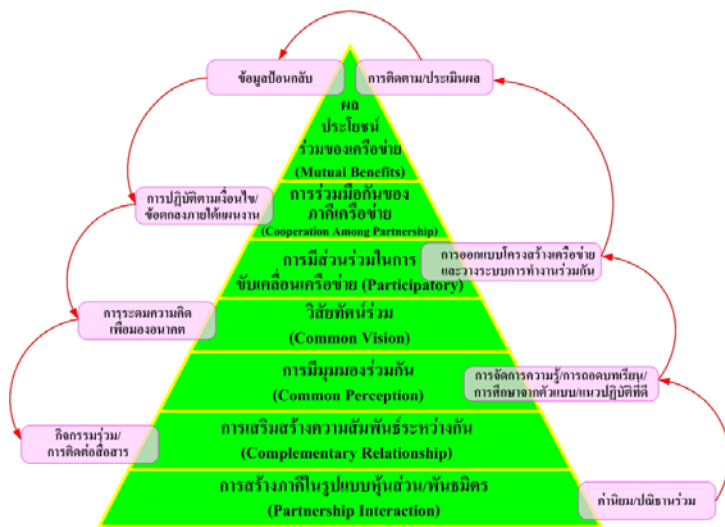 ข้อมูลป้อนกลับ
การติดตาม/ประเมินผล
ผล
ประโยชน์
ร่วมของเครือข่าย
(Mutual Benefits)
การปฏิบัติตามเงื่อนไข/
ข้อตกลงภายใต้แผนงาน
การร่วมมือกันของ
ภาคีเครือข่าย
(Cooperation Among Partnership)
การมีส่วนร่วมในการ
ขับเคลื่อนเครือข่าย (Participatory)
การออกแบบโครงสร้างเครือข่าย
และวางระบบการทำงานร่วมกัน
การระดมความคิด
เพื่อมองอนาคต
วิสัยทัศน์ร่วม
(Common Vision)
การมีมุมมองร่วมกัน
(Common Perception)
การจัดการความรู้/การถอดบทเรียน/
การศึกษาจากตัวแบบ/แนวปฏิบัติที่ดี
กิจกรรมร่วม/
การติดต่อสื่อสาร
การเสริมสร้างความสัมพันธ์ระหว่างกัน
(Complementary Relationship)
การสร้างภาคีในรูปแบบหุ้นส่วน/พันธมิตร
(Partnership Interaction)
ค่านิยม/ปณิธานร่วม